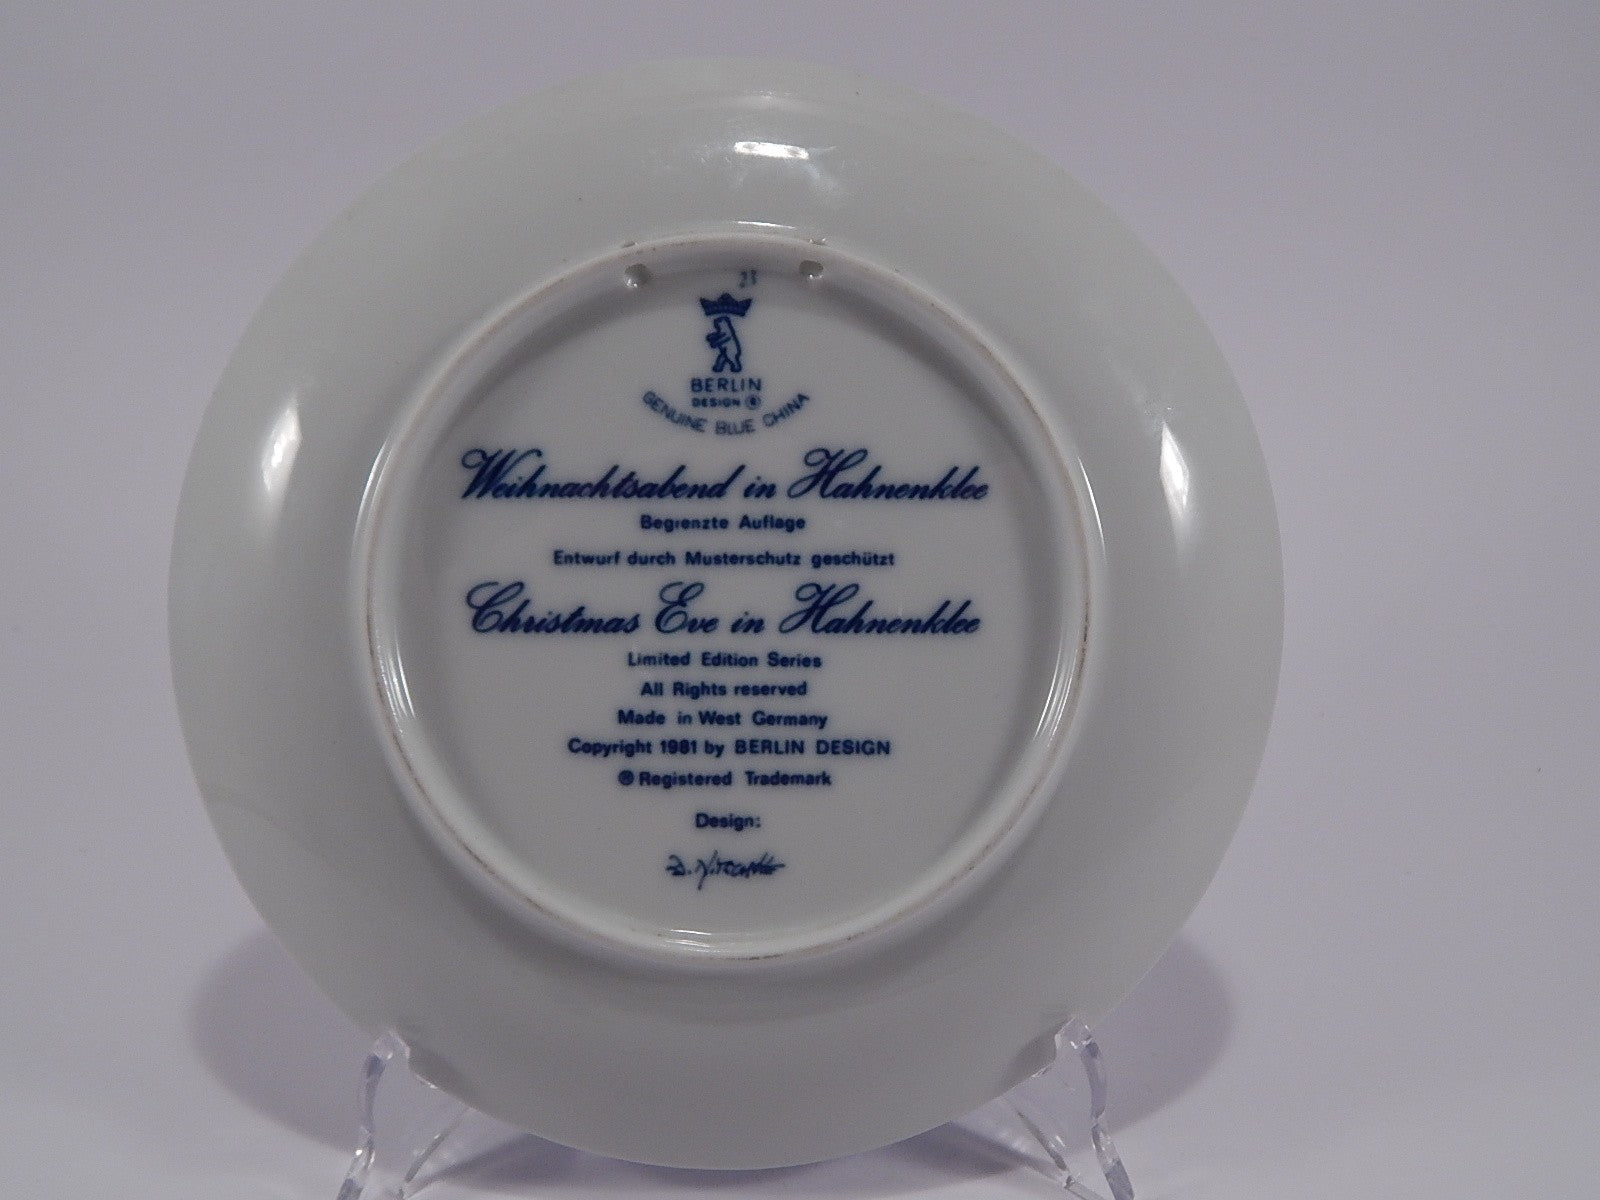 23
BERLIN
DESIGN ®
GENUINE BLUE CHINA
Weihnachtsabend in Hahnenklee
Begrenzte Auflage
Entwurf durch Musterschutz geschützt
Christmas Eve in Hahnenklee
Limited Edition Series
All Rights reserved
Made in West Germany
Copyright 1981 by BERLIN DESIGN
® Registered Trademark
Design: